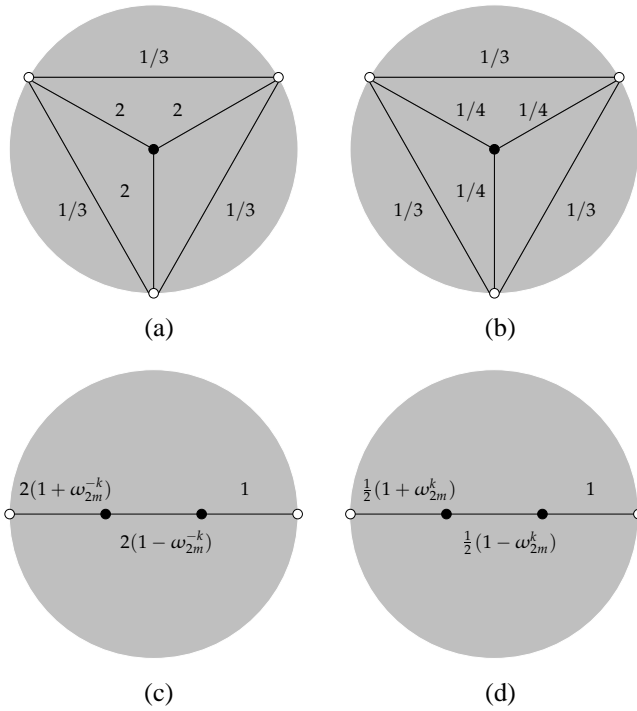 1/3 1/3
2 2 1/4 1/4
2 1/4
1/3 1/3 1/3 1/3
(a) (b)
2(1 + ω_{2m}^{-k}) 1 \frac{1}{2}(1 + ω_{2m}^{k}) 1
2(1 − ω_{2m}^{-k}) \frac{1}{2}(1 − ω_{2m}^{k})
(c) (d)